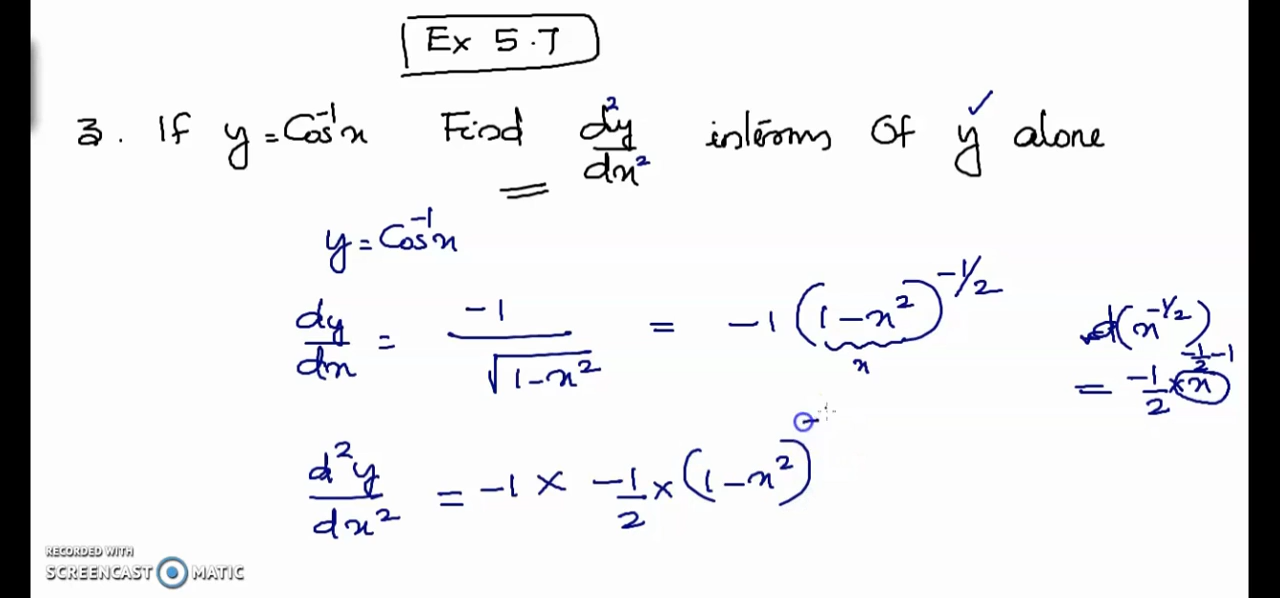 Ex 5.7
3. If y = Cos⁻¹x Find d²y/dx² interms Of y alone
y = Cos⁻¹x
dy/dx = -1/√(1-x²) = -1(1-x²)^(-1/2)
x
d(x^(-1/2))
= -1/2 × x^(-1/2 -1)
d²y/dx² = -1 × -1/2 × (1-x²)^-
RECORDED WITH
SCREENCAST MATIC